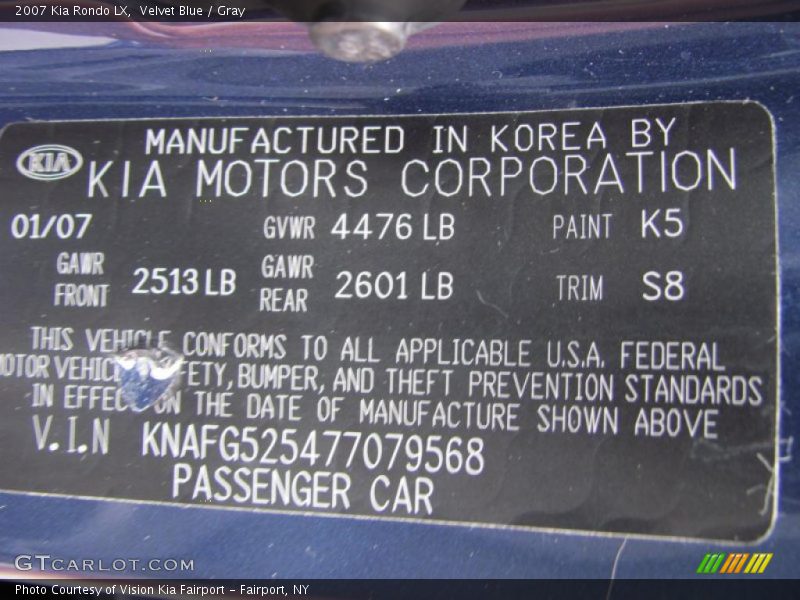 2007 Kia Rondo LX, Velvet Blue / Gray
KIA
MANUFACTURED IN KOREA BY
KIA MOTORS CORPORATION
01/07 GVWR 4476 LB PAINT K5
GAWR FRONT 2513 LB GAWR REAR 2601 LB TRIM S8
THIS VEHICLE CONFORMS TO ALL APPLICABLE U.S.A. FEDERAL
MOTOR BUMPER, AND THEFT PREVENTION STANDARDS
IN ON THE DATE OF MANUFACTURE SHOWN ABOVE
V.I.N KNAFG525477079568
PASSENGER CAR
GTcarlot.com
Photo Courtesy of Vision Kia Fairport - Fairport, NY